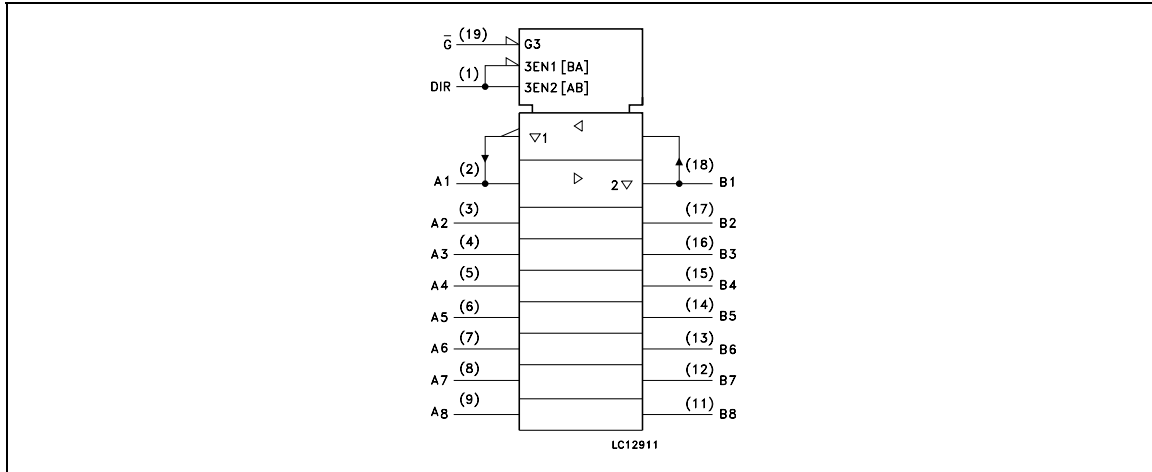 G̅ (19) G3
3EN1 [BA]
DIR (1) 3EN2 [AB]
▽1 ◁
A1 (2) ▷ 2▽ (18) B1
A2 (3) (17) B2
A3 (4) (16) B3
A4 (5) (15) B4
A5 (6) (14) B5
A6 (7) (13) B6
A7 (8) (12) B7
A8 (9) (11) B8
LC12911